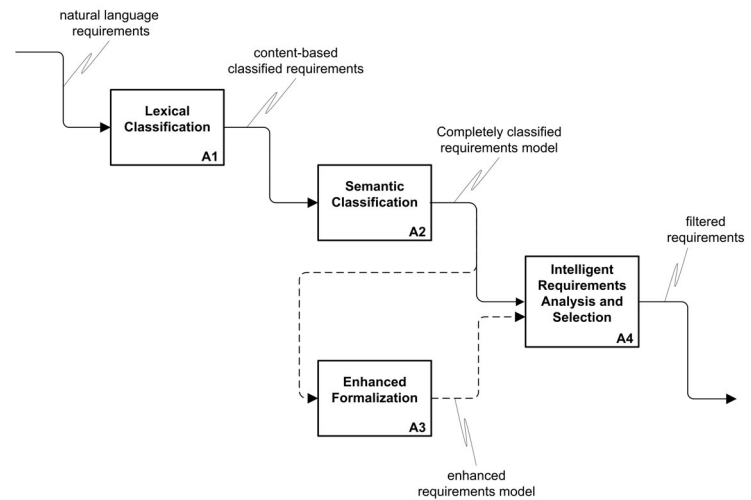 natural language
requirements
content-based
classified requirements
Lexical
Classification
A1
Completely classified
requirements model
Semantic
Classification
A2
filtered
requirements
Intelligent
Requirements
Analysis and
Selection
A4
Enhanced
Formalization
A3
enhanced
requirements model